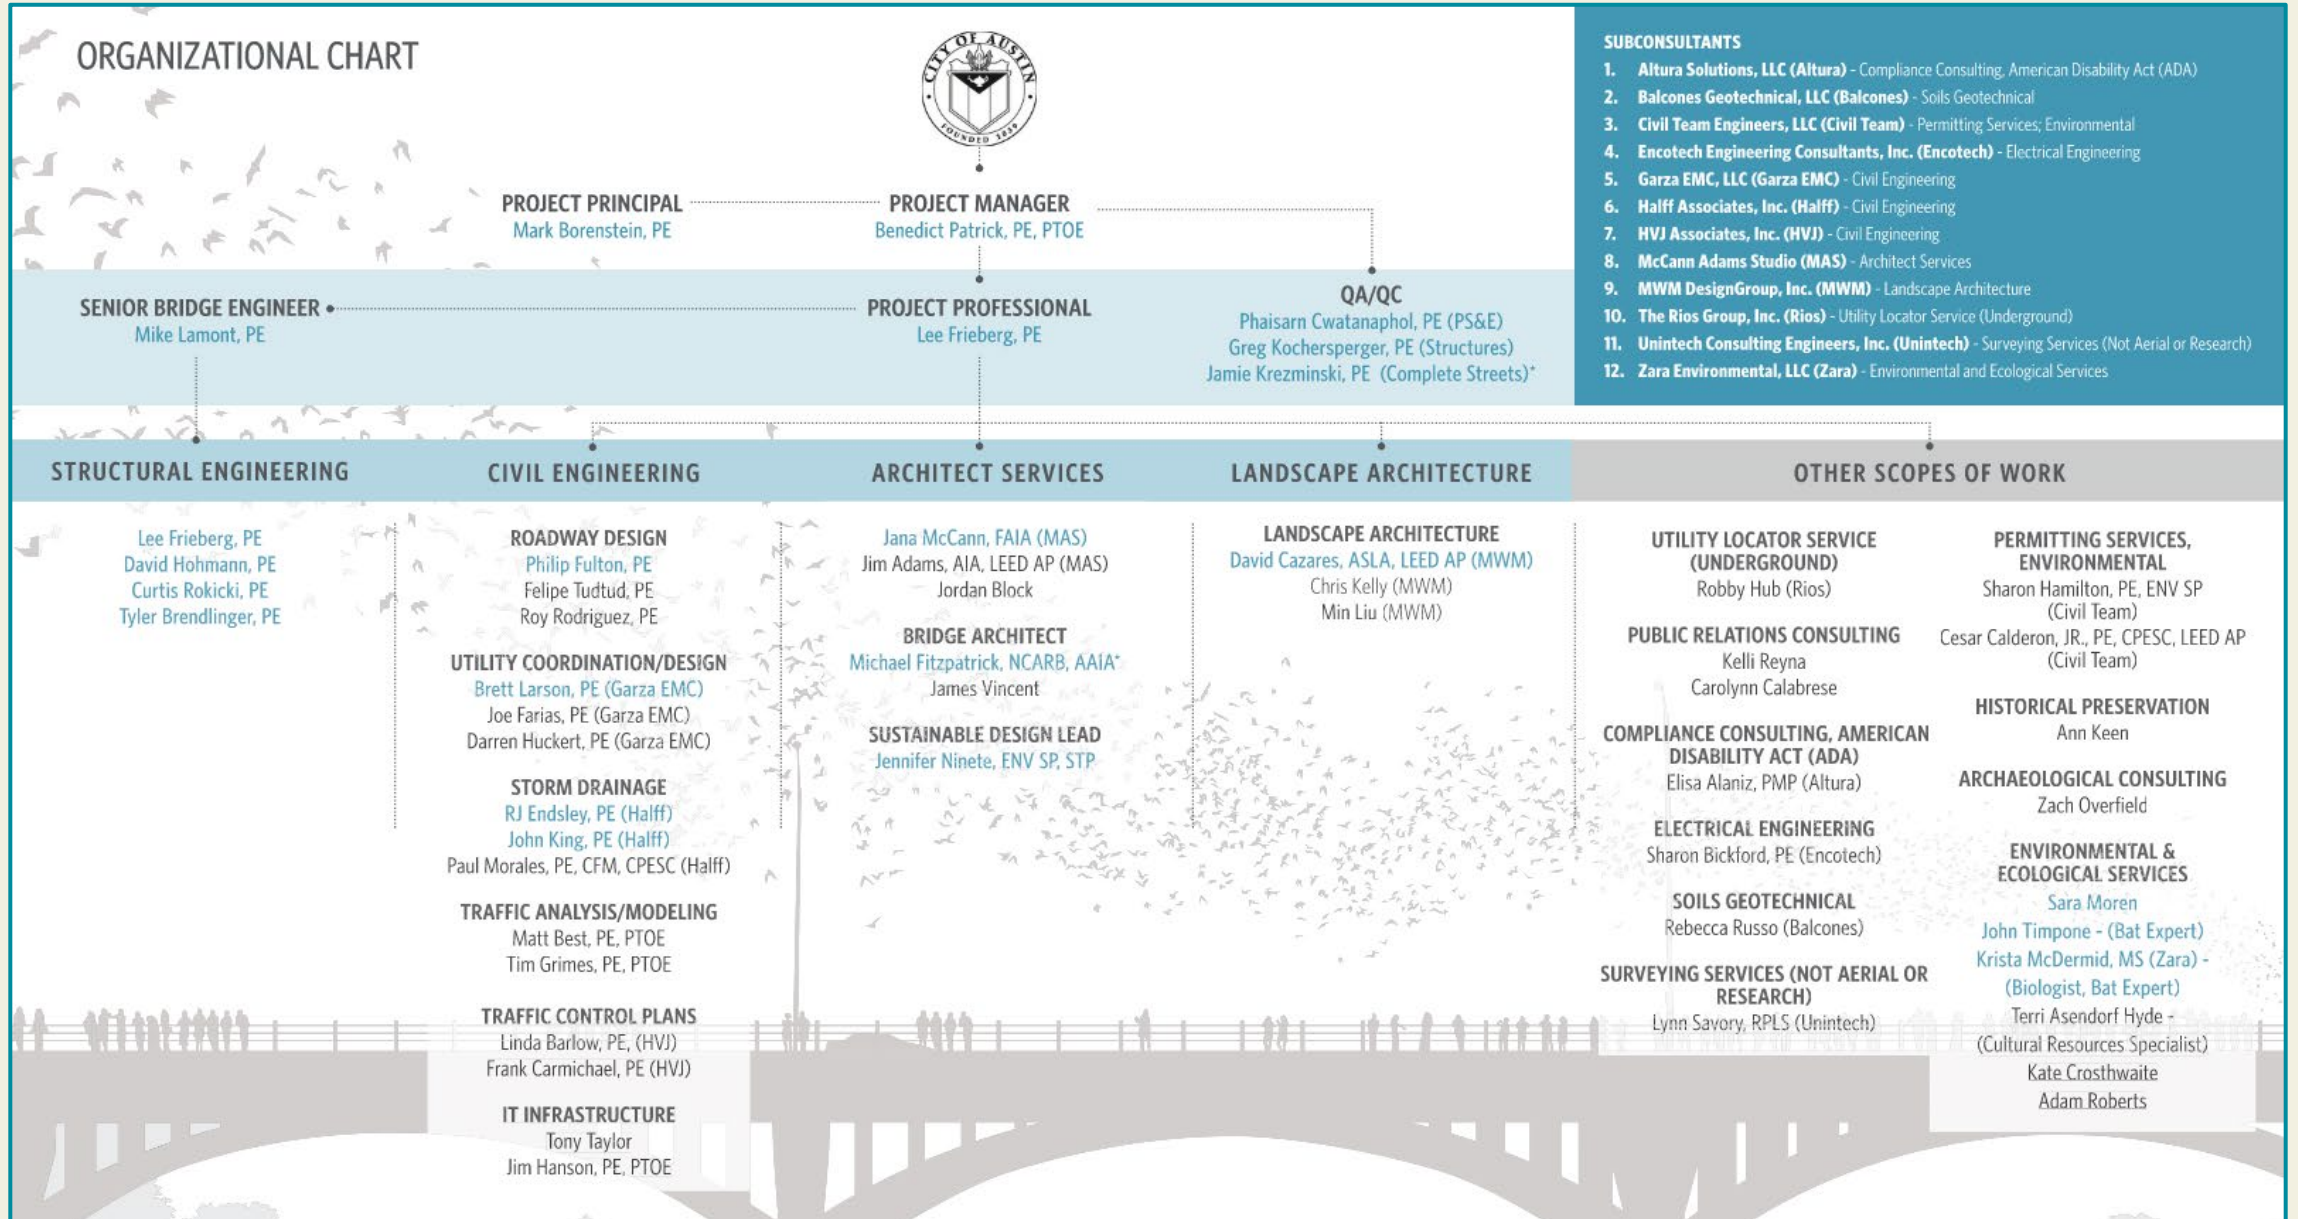 ORGANIZATIONAL CHART
CITY OF AUSTIN
FOUNDED 1839
PROJECT PRINCIPAL
Mark Borenstein, PE
PROJECT MANAGER
Benedict Patrick, PE, PTOE
SENIOR BRIDGE ENGINEER
Mike Lamont, PE
PROJECT PROFESSIONAL
Lee Frieberg, PE
QA/QC
Phaisarn Cwatanaphol, PE (PS&E)
Greg Kochersperger, PE (Structures)
Jamie Krezminski, PE (Complete Streets)*
SUBCONSULTANTS
1. Altura Solutions, LLC (Altura) - Compliance Consulting, American Disability Act (ADA)
2. Balcones Geotechnical, LLC (Balcones) - Soils Geotechnical
3. Civil Team Engineers, LLC (Civil Team) - Permitting Services; Environmental
4. Encotech Engineering Consultants, Inc. (Encotech) - Electrical Engineering
5. Garza EMC, LLC (Garza EMC) - Civil Engineering
6. Halff Associates, Inc. (Halff) - Civil Engineering
7. HVJ Associates, Inc. (HVJ) - Civil Engineering
8. McCann Adams Studio (MAS) - Architect Services
9. MWM DesignGroup, Inc. (MWM) - Landscape Architecture
10. The Rios Group, Inc. (Rios) - Utility Locator Service (Underground)
11. Unintech Consulting Engineers, Inc. (Unintech) - Surveying Services (Not Aerial or Research)
12. Zara Environmental, LLC (Zara) - Environmental and Ecological Services
STRUCTURAL ENGINEERING
Lee Frieberg, PE
David Hohmann, PE
Curtis Rokicki, PE
Tyler Brendlinger, PE
CIVIL ENGINEERING
ROADWAY DESIGN
Philip Fulton, PE
Felipe Tudtud, PE
Roy Rodriguez, PE
UTILITY COORDINATION/DESIGN
Brett Larson, PE (Garza EMC)
Joe Farias, PE (Garza EMC)
Darren Huckert, PE (Garza EMC)
STORM DRAINAGE
RJ Endsley, PE (Halff)
John King, PE (Halff)
Paul Morales, PE, CFM, CPESC (Halff)
TRAFFIC ANALYSIS/MODELING
Matt Best, PE, PTOE
Tim Grimes, PE, PTOE
TRAFFIC CONTROL PLANS
Linda Barlow, PE, (HVJ)
Frank Carmichael, PE (HVJ)
IT INFRASTRUCTURE
Tony Taylor
Jim Hanson, PE, PTOE
ARCHITECT SERVICES
Jana McCann, FAIA (MAS)
Jim Adams, AIA, LEED AP (MAS)
Jordan Block
BRIDGE ARCHITECT
Michael Fitzpatrick, NCARB, AAIA*
James Vincent
SUSTAINABLE DESIGN LEAD
Jennifer Ninete, ENV SP, STP
LANDSCAPE ARCHITECTURE
LANDSCAPE ARCHITECTURE
David Cazares, ASLA, LEED AP (MWM)
Chris Kelly (MWM)
Min Liu (MWM)
OTHER SCOPES OF WORK
UTILITY LOCATOR SERVICE
(UNDERGROUND)
Robby Hub (Rios)
PUBLIC RELATIONS CONSULTING
Kelli Reyna
Carolynn Calabrese
COMPLIANCE CONSULTING, AMERICAN
DISABILITY ACT (ADA)
Elisa Alaniz, PMP (Altura)
ELECTRICAL ENGINEERING
Sharon Bickford, PE (Encotech)
SOILS GEOTECHNICAL
Rebecca Russo (Balcones)
SURVEYING SERVICES (NOT AERIAL OR
RESEARCH)
Lynn Savory, RPLS (Unintech)
PERMITTING SERVICES,
ENVIRONMENTAL
Sharon Hamilton, PE, ENV SP
(Civil Team)
Cesar Calderon, JR., PE, CPESC, LEED AP
(Civil Team)
HISTORICAL PRESERVATION
Ann Keen
ARCHAEOLOGICAL CONSULTING
Zach Overfield
ENVIRONMENTAL &
ECOLOGICAL SERVICES
Sara Moren
John Timpone - (Bat Expert)
Krista McDermid, MS (Zara) -
(Biologist, Bat Expert)
Terri Asendorf Hyde -
(Cultural Resources Specialist)
Kate Crosthwaite
Adam Roberts